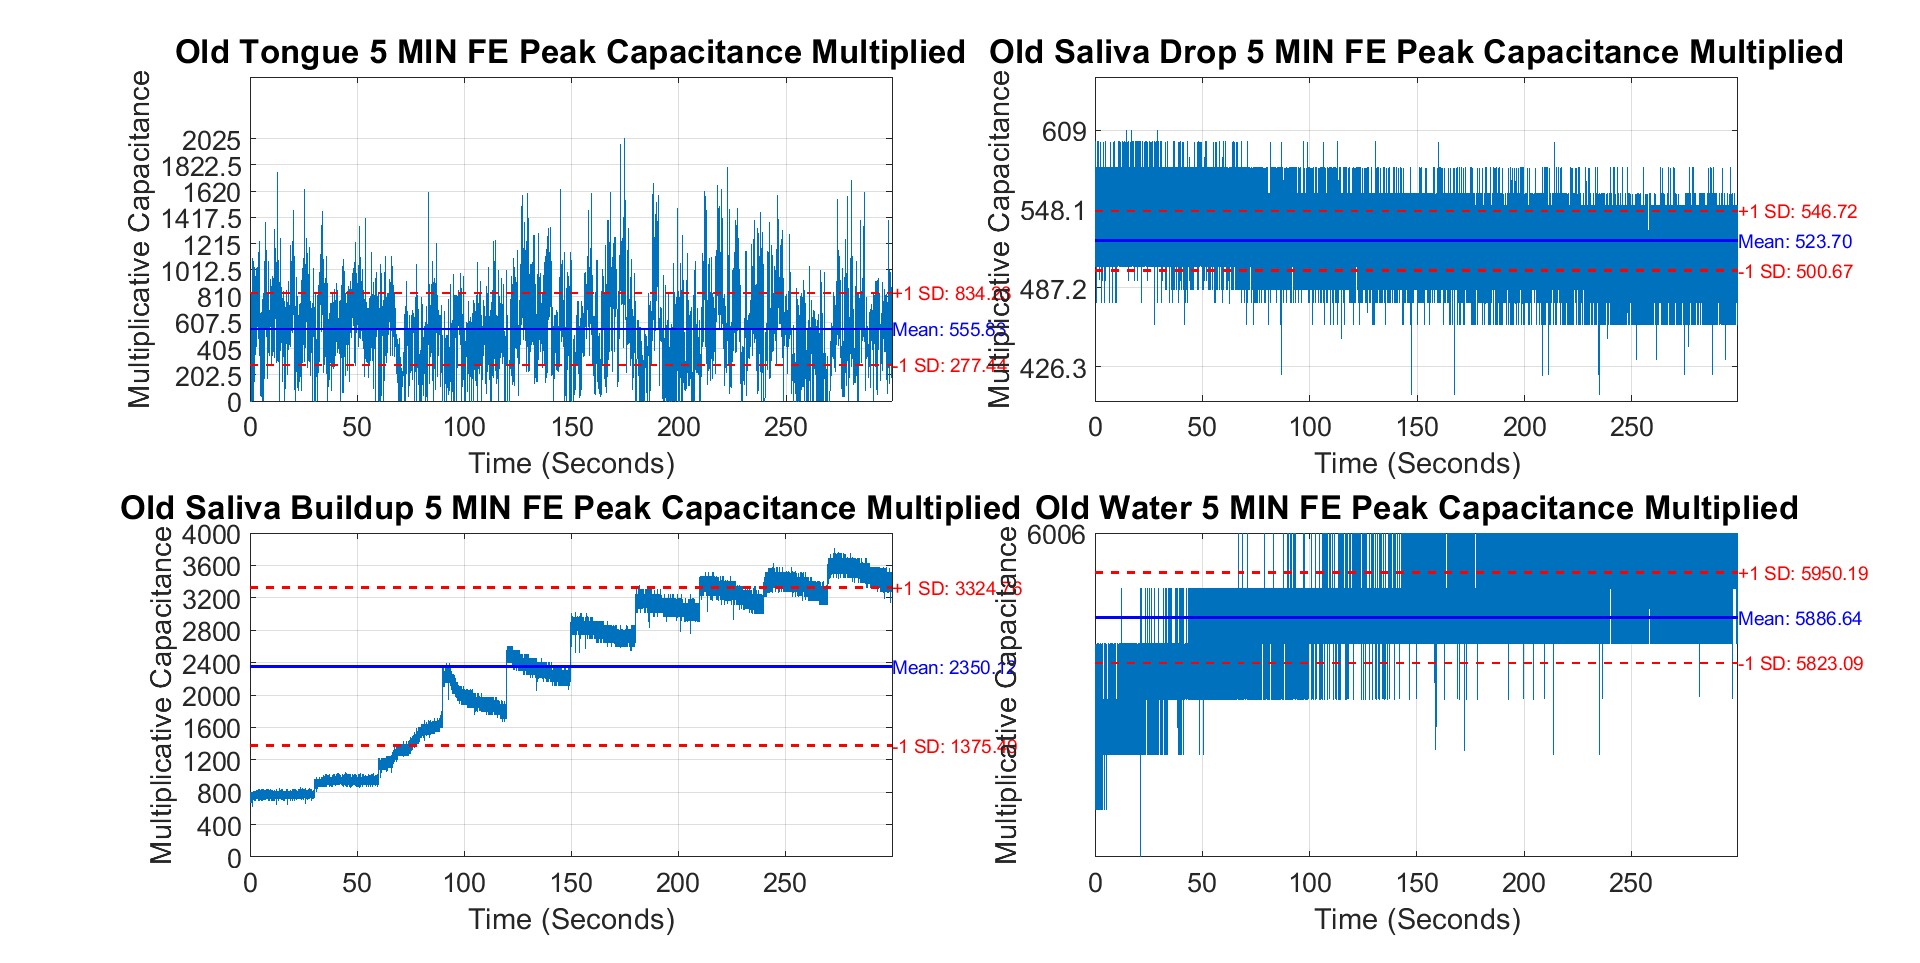 Old Tongue 5 MIN FE Peak Capacitance Multiplied
Multiplicative Capacitance
2025
1822.5
1620
1417.5
1215
1012.5
810
607.5
405
202.5
0
+1 SD: 834.23
Mean: 555.83
-1 SD: 277.44
0 50 100 150 200 250
Time (Seconds)
Old Saliva Drop 5 MIN FE Peak Capacitance Multiplied
Multiplicative Capacitance
609
548.1
487.2
426.3
+1 SD: 546.72
Mean: 523.70
-1 SD: 500.67
0 50 100 150 200 250
Time (Seconds)
Old Saliva Buildup 5 MIN FE Peak Capacitance Multiplied
Multiplicative Capacitance
4000
3600
3200
2800
2400
2000
1600
1200
800
400
0
+1 SD: 3324.76
Mean: 2350.12
-1 SD: 1375.49
0 50 100 150 200 250
Time (Seconds)
Old Water 5 MIN FE Peak Capacitance Multiplied
Multiplicative Capacitance
6006
+1 SD: 5950.19
Mean: 5886.64
-1 SD: 5823.09
0 50 100 150 200 250
Time (Seconds)